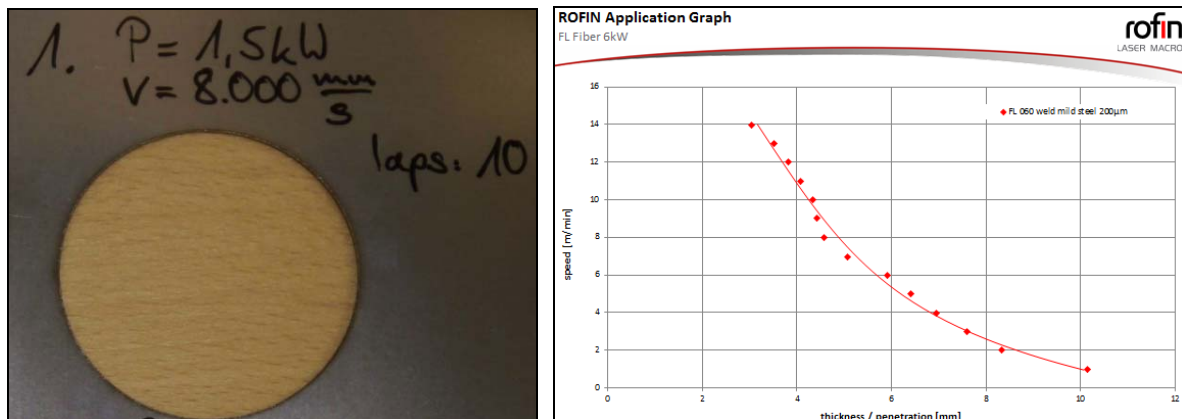 1. P = 1,5kW
V = 8.000 mm/s
laps: 10
ROFIN Application Graph
FL Fiber 6kW
rofin
LASER MACRO
16
14
12
10
8
6
4
2
0
speed [m/min]
FL 060 weld mild steel 200µm
0 2 4 6 8 10 12
thickness / penetration [mm]